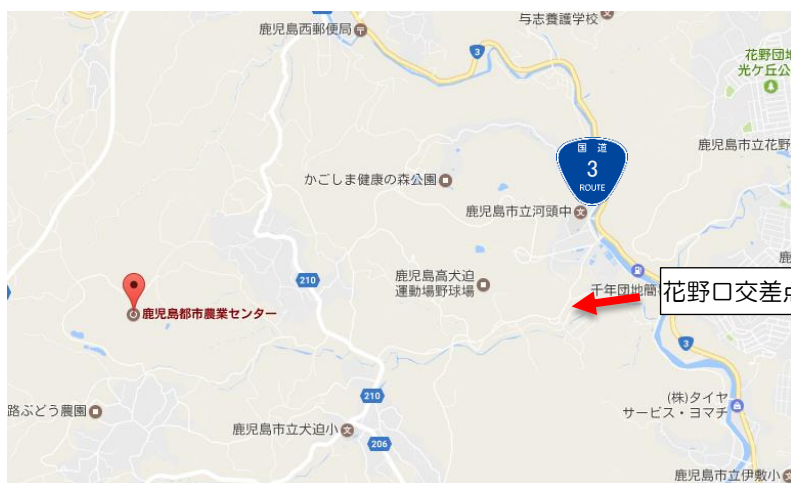 与志養護学校
鹿児島西郵便局
3
花野団地
光ケ丘公
国道
3
ROUTE
鹿児島市立花野
かごしま健康の森公園
鹿児島市立河頭中
鹿
210
鹿児島高犬迫
運動場野球場
千年団地簡
花野口交差点
鹿児島都市農業センター
3
210
(株)タイヤ
サービス・ヨマチ
路ぶどう農園
鹿児島市立犬迫小
206
鹿児島市立伊敷小